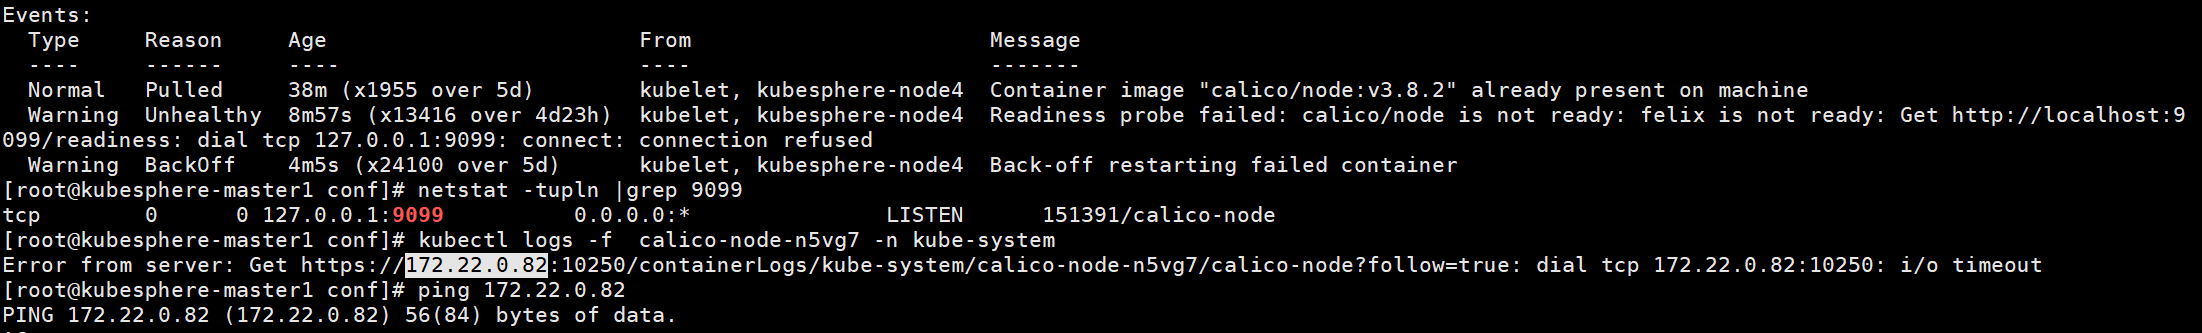 Events:
  Type     Reason     Age                        From                       Message
  ----     ------     ----                       ----                       -------
  Normal   Pulled     38m (x1955 over 5d)        kubelet, kubesphere-node4  Container image "calico/node:v3.8.2" already present on machine
  Warning  Unhealthy  8m57s (x13416 over 4d23h)  kubelet, kubesphere-node4  Readiness probe failed: calico/node is not ready: felix is not ready: Get http://localhost:9
099/readiness: dial tcp 127.0.0.1:9099: connect: connection refused
  Warning  BackOff    4m5s (x24100 over 5d)      kubelet, kubesphere-node4  Back-off restarting failed container
[root@kubesphere-master1 conf]# netstat -tupln |grep 9099
tcp        0      0 127.0.0.1:9099          0.0.0.0:*               LISTEN      151391/calico-node
[root@kubesphere-master1 conf]# kubectl logs -f  calico-node-n5vg7 -n kube-system
Error from server: Get https://172.22.0.82:10250/containerLogs/kube-system/calico-node-n5vg7/calico-node?follow=true: dial tcp 172.22.0.82:10250: i/o timeout
[root@kubesphere-master1 conf]# ping 172.22.0.82
PING 172.22.0.82 (172.22.0.82) 56(84) bytes of data.